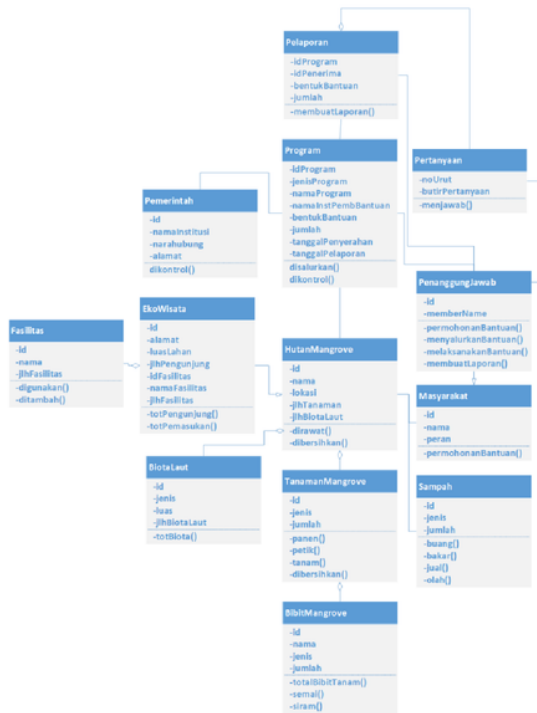 Pelaporan
-idProgram
-idPenerima
-bentukBantuan
-jumlah
-membuatLaporan()
Program
-idProgram
-jenisProgram
-namaProgram
-namaInstPembBantuan
-bentukBantuan
-jumlah
-tanggalPenyerahan
-tanggalPelaporan
disalurkan()
dikontrol()
Pertanyaan
-noUrut
-butirPertanyaan
-menjawab()
Pemerintah
-id
-namaInstitusi
-narahubung
-alamat
dikontrol()
PenanggungJawab
-id
-memberName
-permohonanBantuan()
-menyalurkanBantuan()
-melaksanakanBantuan()
-membuatLaporan()
EkoWisata
-id
-alamat
-luasLahan
-jlhPengunjung
-idFasilitas
-namaFasilitas
-jlhFasilitas
-totPengunjung()
-totPemasukan()
Fasilitas
-id
-nama
-jlhFasilitas
-digunakan()
-ditambah()
HutanMangrove
-id
-nama
-lokasi
-jlhTanaman
-jlhBiotaLaut
-dirawat()
-dibersihkan()
Masyarakat
-id
-nama
-peran
-permohonanBantuan()
BiotaLaut
-id
-jenis
-luas
-jlhBiotaLaut
-totBiota()
TanamanMangrove
-id
-jenis
-jumlah
-panen()
-petik()
-tanam()
-dibersihkan()
Sampah
-id
-jenis
-jumlah
-buang()
-bakar()
-jual()
-olah()
BibitMangrove
-id
-nama
-jenis
-jumlah
-totalBibitTanam()
-semai()
-siram()